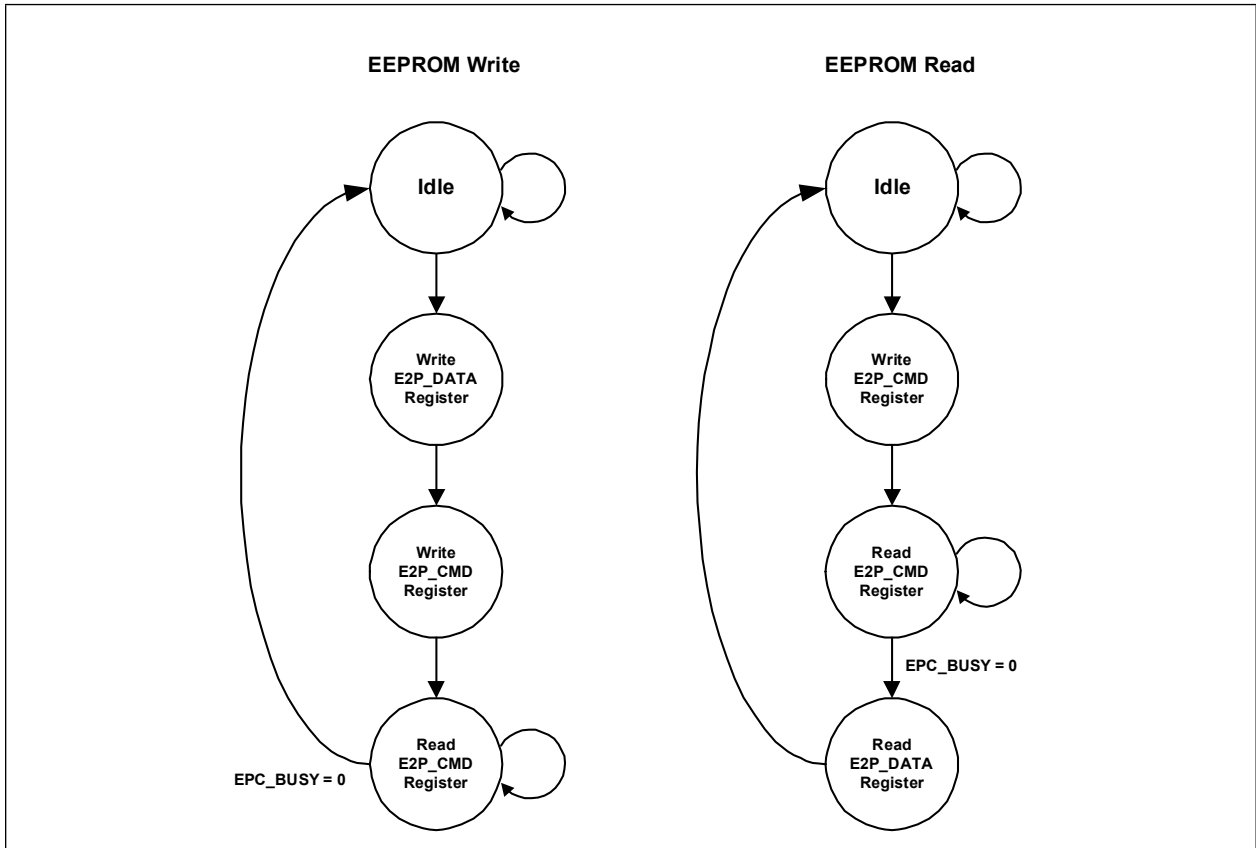 EEPROM Write
Idle
Write
E2P_DATA
Register
Write
E2P_CMD
Register
Read
E2P_CMD
Register
EPC_BUSY = 0
EEPROM Read
Idle
Write
E2P_CMD
Register
Read
E2P_CMD
Register
EPC_BUSY = 0
Read
E2P_DATA
Register